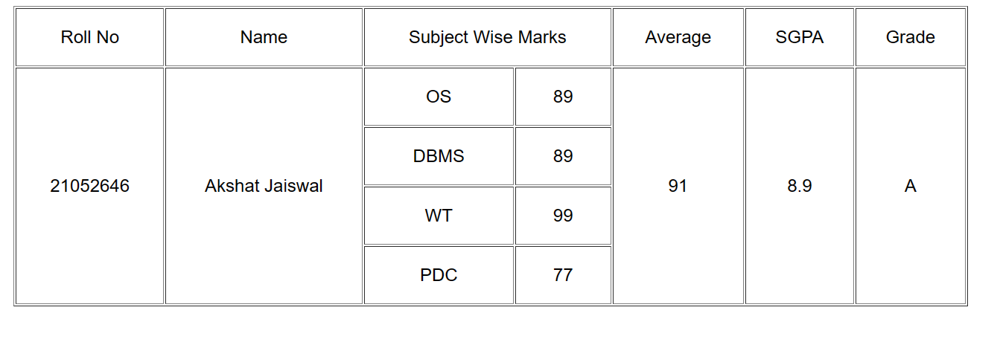 Roll No Name Subject Wise Marks Average SGPA Grade
OS 89
DBMS 89
21052646 Akshat Jaiswal 91 8.9 A
WT 99
PDC 77